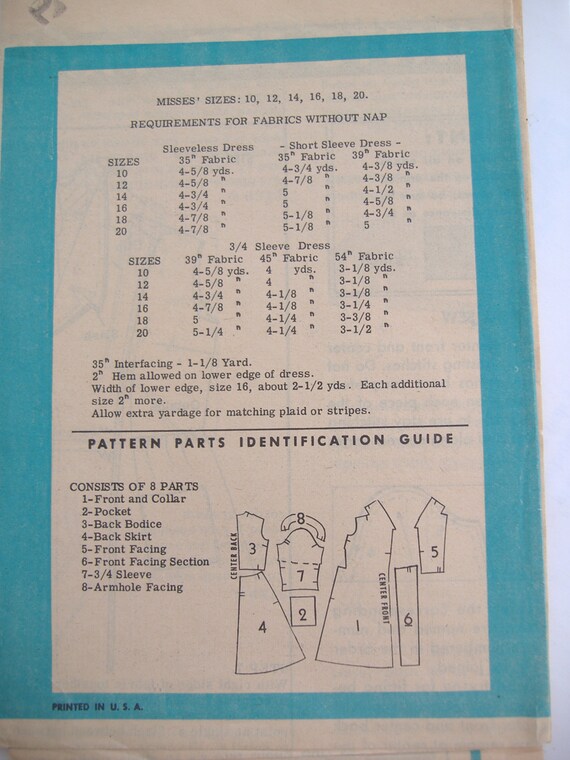 MISSES' SIZES: 10, 12, 14, 16, 18, 20.
REQUIREMENTS FOR FABRICS WITHOUT NAP
Sleeveless Dress - Short Sleeve Dress -
SIZES 35" Fabric 35" Fabric 39" Fabric
10 4-5/8 yds. 4-3/4 yds. 4-3/8 yds.
12 4-5/8 " 4-7/8 " 4-3/8 "
14 4-3/4 " 5 " 4-1/2 "
16 4-3/4 " 5 " 4-5/8 "
18 4-7/8 " 5-1/8 " 4-3/4 "
20 4-7/8 " 5-1/8 " 5 "
3/4 Sleeve Dress
SIZES 39" Fabric 45" Fabric 54" Fabric
10 4-5/8 yds. 4 yds. 3-1/8 yds.
12 4-5/8 " 4 " 3-1/8 "
14 4-3/4 " 4-1/8 " 3-1/8 "
16 4-7/8 " 4-1/8 " 3-1/4 "
18 5 " 4-1/4 " 3-3/8 "
20 5-1/4 " 4-1/4 " 3-1/2 "
35" Interfacing - 1-1/8 Yard.
2" Hem allowed on lower edge of dress.
Width of lower edge, size 16, about 2-1/2 yds. Each additional
size 2" more.
Allow extra yardage for matching plaid or stripes.
PATTERN PARTS IDENTIFICATION GUIDE
CONSISTS OF 8 PARTS
1-Front and Collar
2-Pocket
3-Back Bodice
4-Back Skirt
5-Front Facing
6-Front Facing Section
7-3/4 Sleeve
8-Armhole Facing
CENTER BACK
3
8
7
2
4
1
CENTER FRONT
5
6
PRINTED IN U. S. A.